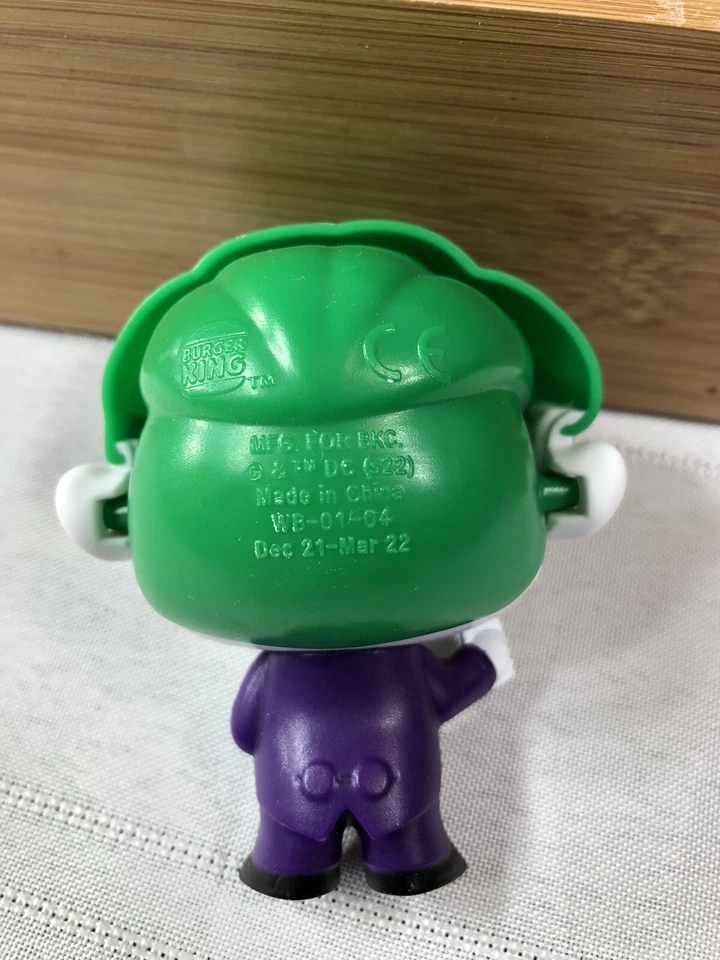 BURGER
KING TM
CE
MFG. FOR BKC.
© & ™ DC (s22)
Made in China
WB-01-04
Dec 21-Mar 22